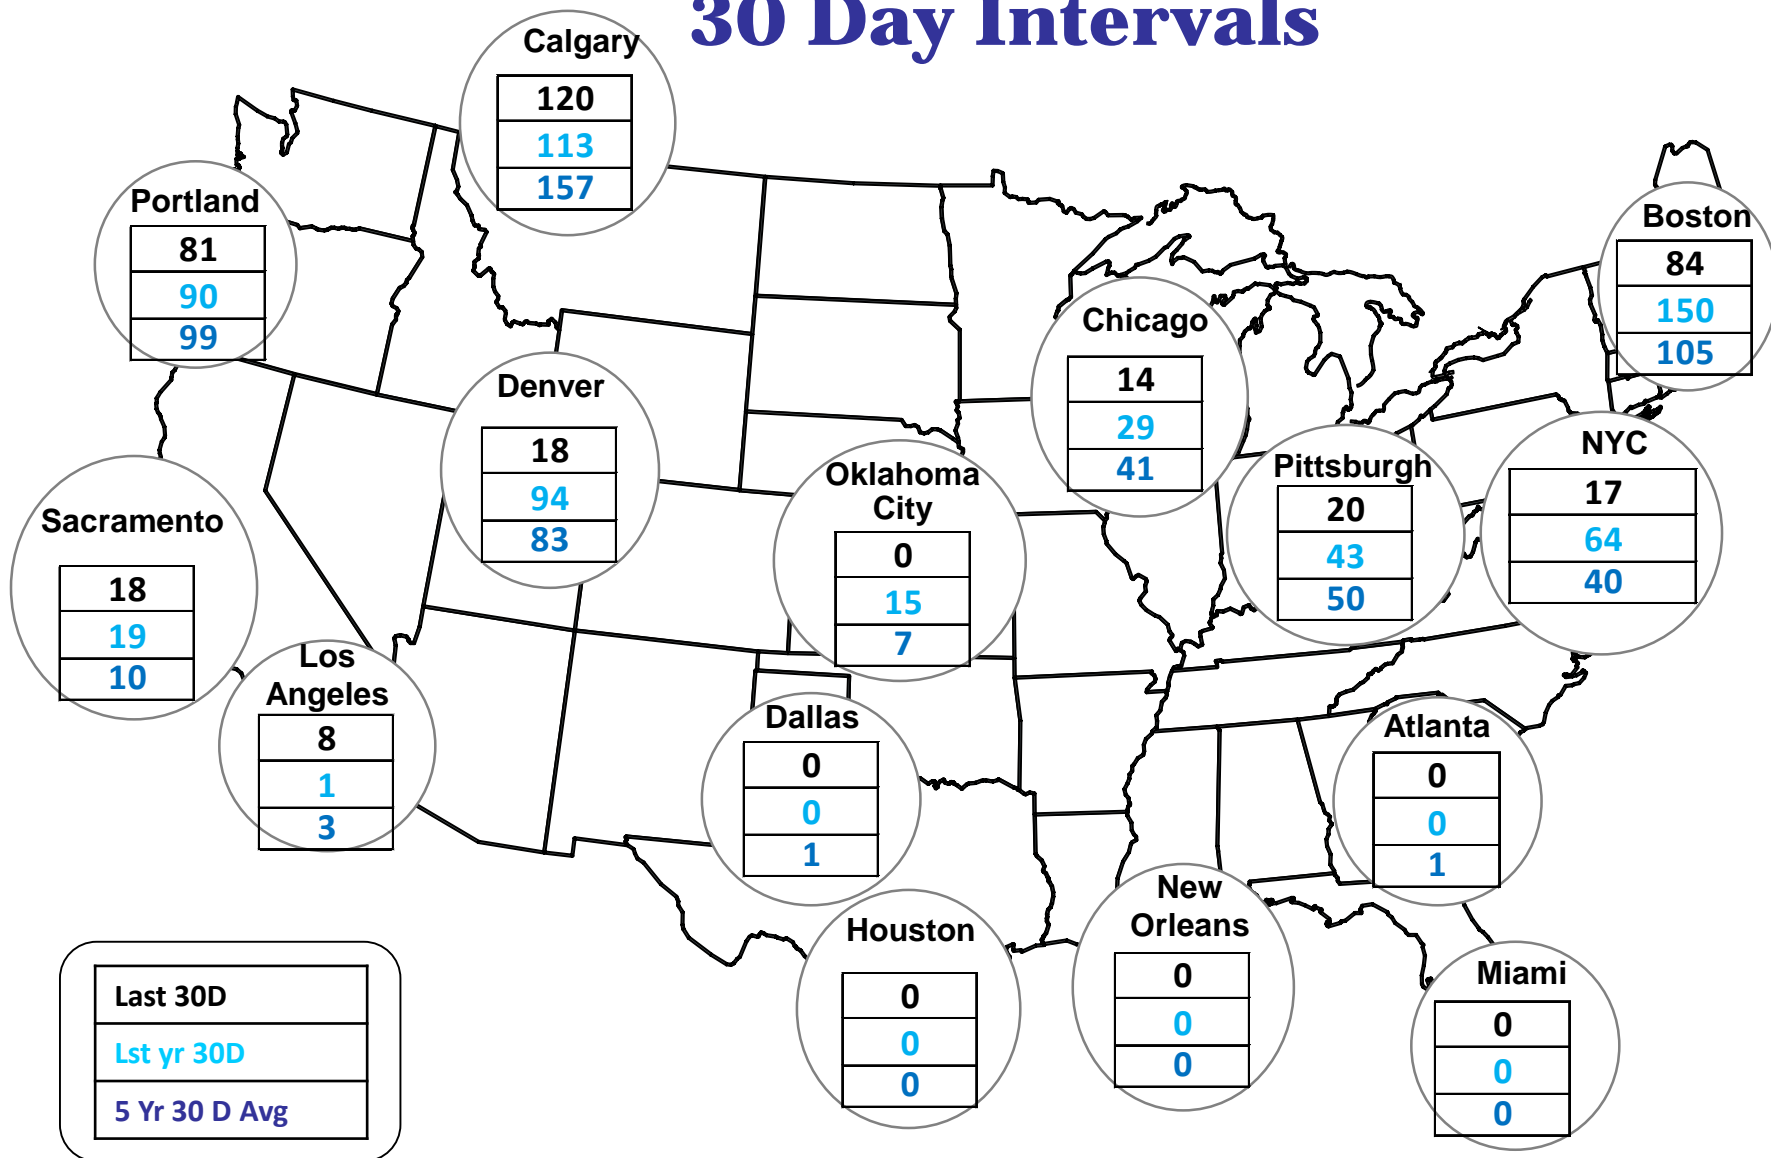 30 Day Intervals
Calgary
120
113
157
Portland
81
90
99
Boston
84
150
105
Chicago
14
29
41
Denver
18
94
83
NYC
17
64
40
Oklahoma
City
0
15
7
Pittsburgh
20
43
50
Sacramento
18
19
10
Los
Angeles
8
1
3
Dallas
0
0
1
Atlanta
0
0
1
Houston
0
0
0
New
Orleans
0
0
0
Miami
0
0
0
Last 30D
Lst yr 30D
5 Yr 30 D Avg